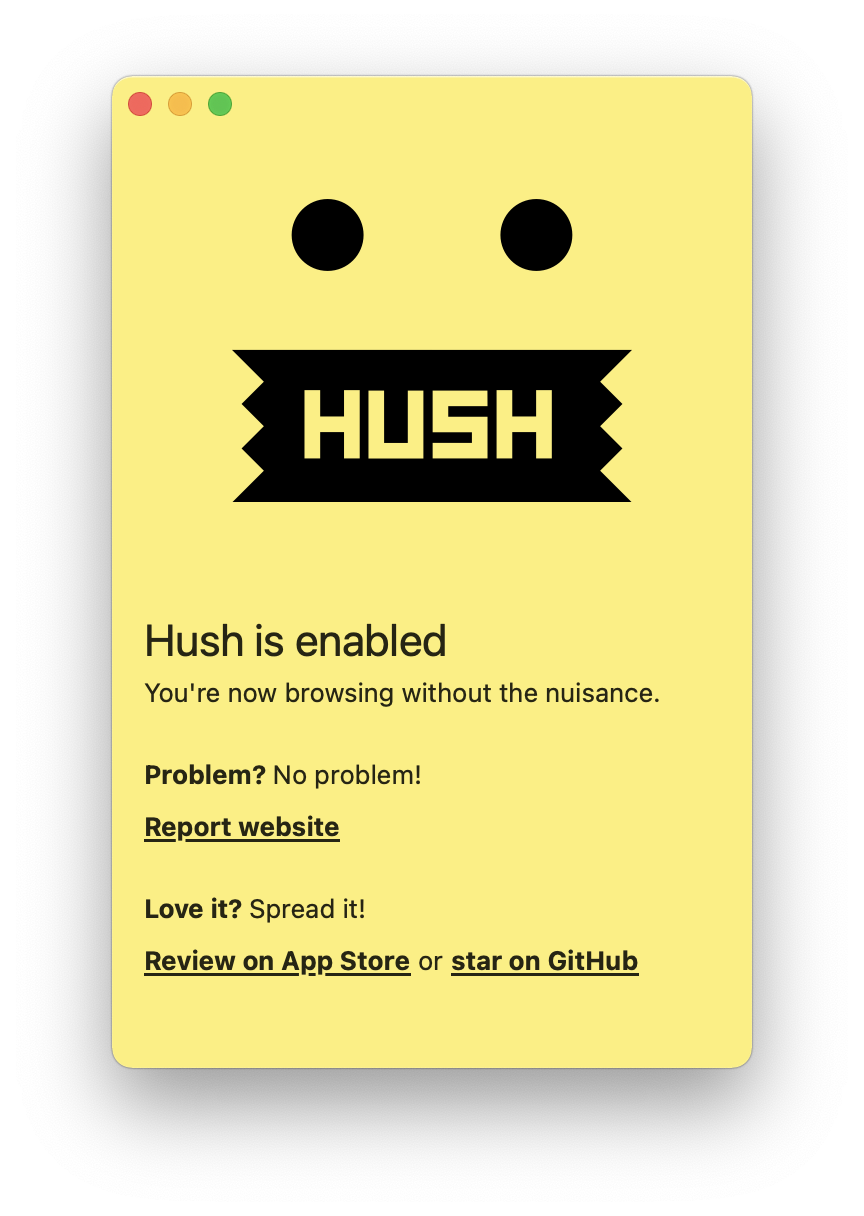 HUSH
Hush is enabled
You're now browsing without the nuisance.
Problem? No problem!
Report website
Love it? Spread it!
Review on App Store or star on GitHub